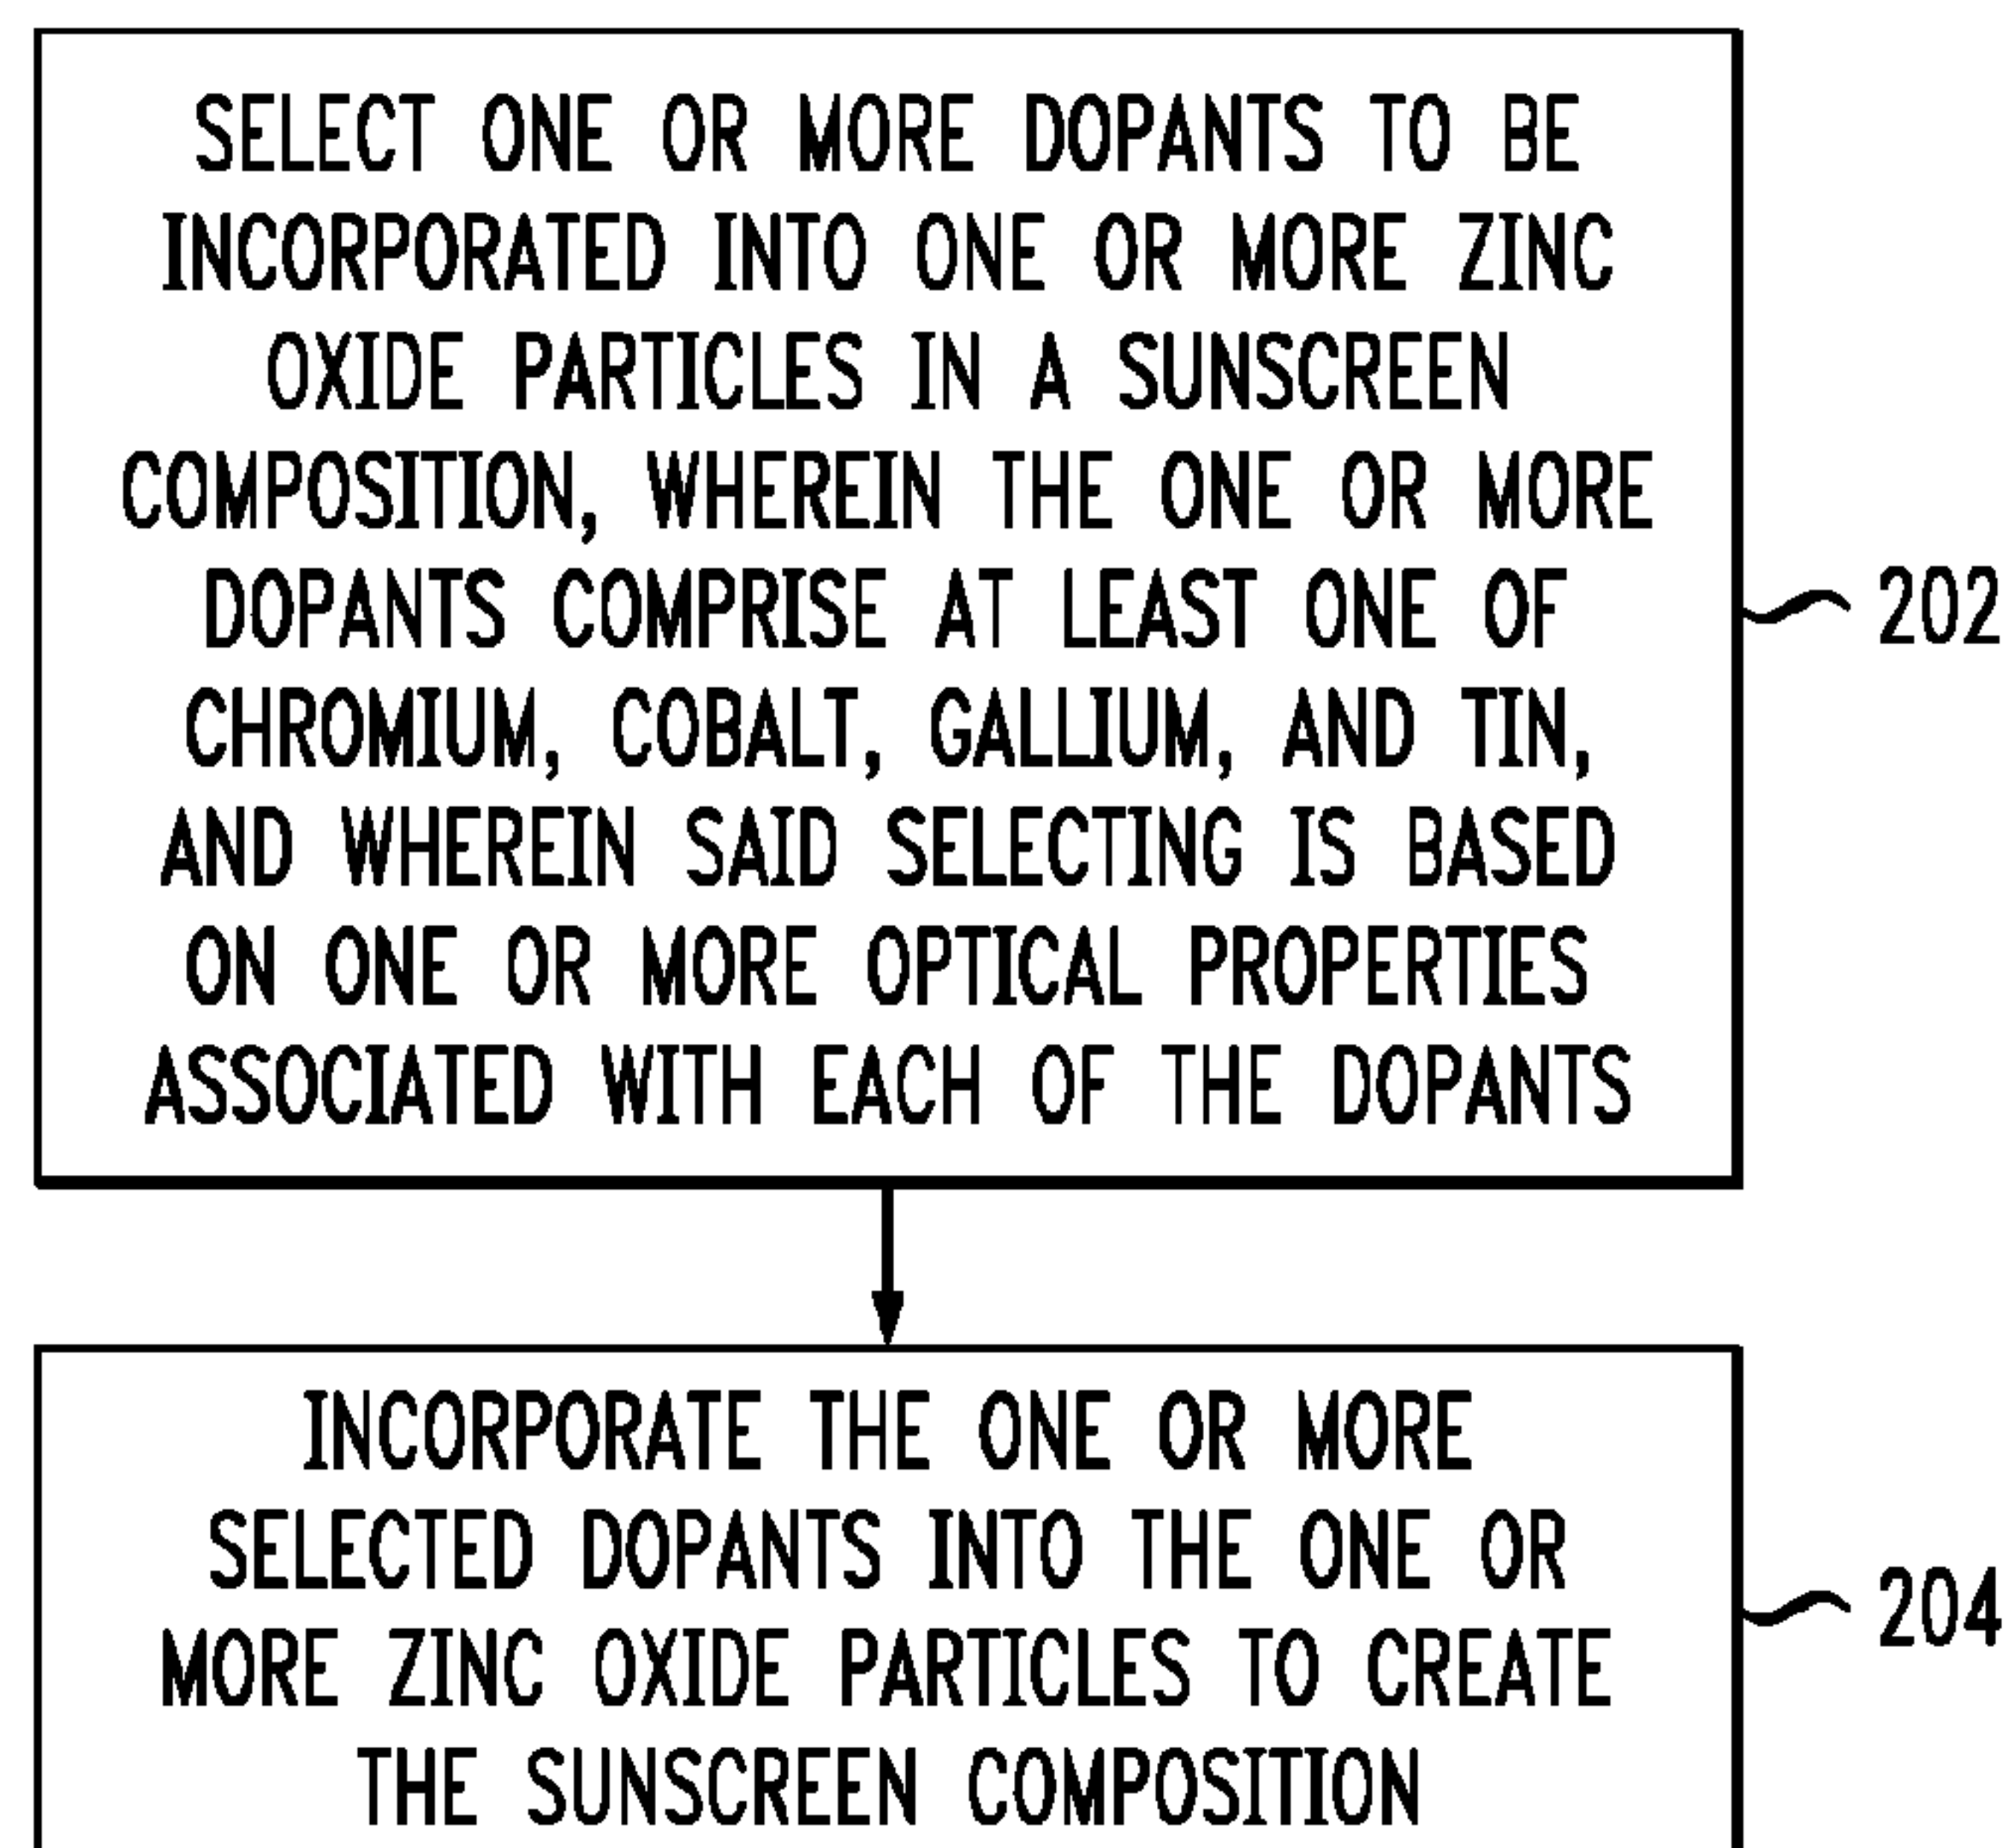 SELECT ONE OR MORE DOPANTS TO BE
INCORPORATED INTO ONE OR MORE ZINC
OXIDE PARTICLES IN A SUNSCREEN
COMPOSITION, WHEREIN THE ONE OR MORE
DOPANTS COMPRISE AT LEAST ONE OF
CHROMIUM, COBALT, GALLIUM, AND TIN,
AND WHEREIN SAID SELECTING IS BASED
ON ONE OR MORE OPTICAL PROPERTIES
ASSOCIATED WITH EACH OF THE DOPANTS
202
INCORPORATE THE ONE OR MORE
SELECTED DOPANTS INTO THE ONE OR
MORE ZINC OXIDE PARTICLES TO CREATE
THE SUNSCREEN COMPOSITION
204